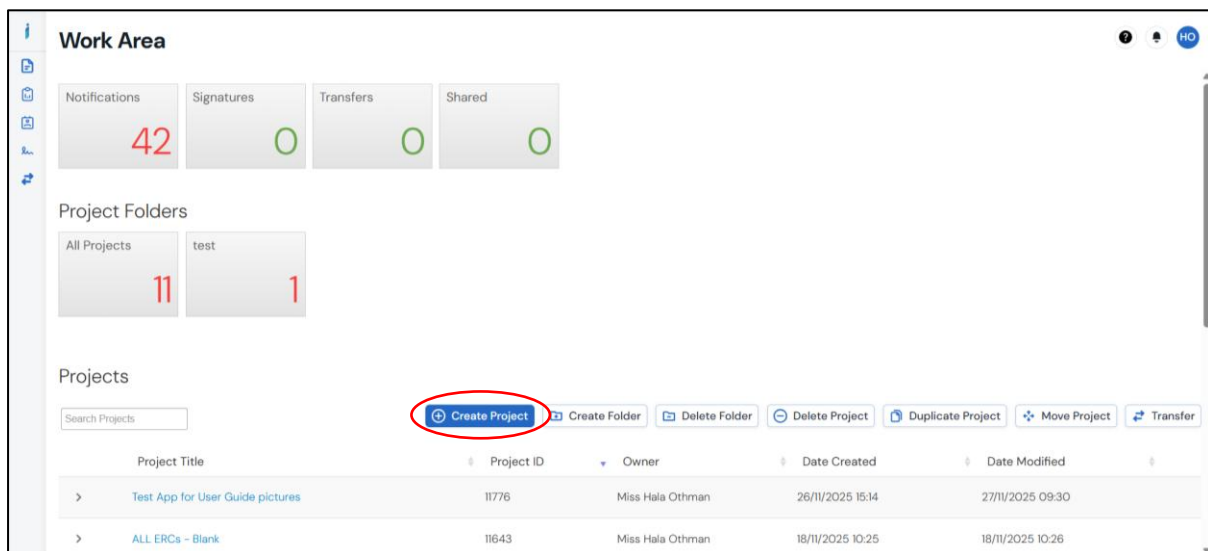 Work Area
HO
Notifications Signatures Transfers Shared
42 0 0 0
Project Folders
All Projects test
11 1
Projects
Search Projects Create Project Create Folder Delete Folder Delete Project Duplicate Project Move Project Transfer
Project Title Project ID Owner Date Created Date Modified
Test App for User Guide pictures 11776 Miss Hala Othman 26/11/2025 15:14 27/11/2025 09:30
ALL ERCs - Blank 11643 Miss Hala Othman 18/11/2025 10:25 18/11/2025 10:26